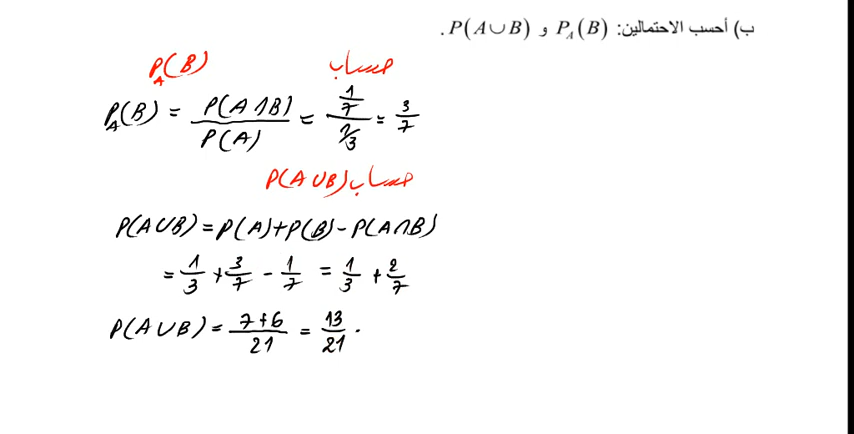 ب) أحسب الاحتمالين: P_A(B) و P(A∪B) .
حساب P_A(B)
P_A(B) = P(A∩B)/P(A) = (1/7)/(1/3) = 3/7
حساب P(A∪B)
P(A∪B) = P(A)+P(B)-P(A∩B)
= 1/3 + 3/7 - 1/7 = 1/3 + 2/7
P(A∪B) = (7+6)/21 = 13/21 .